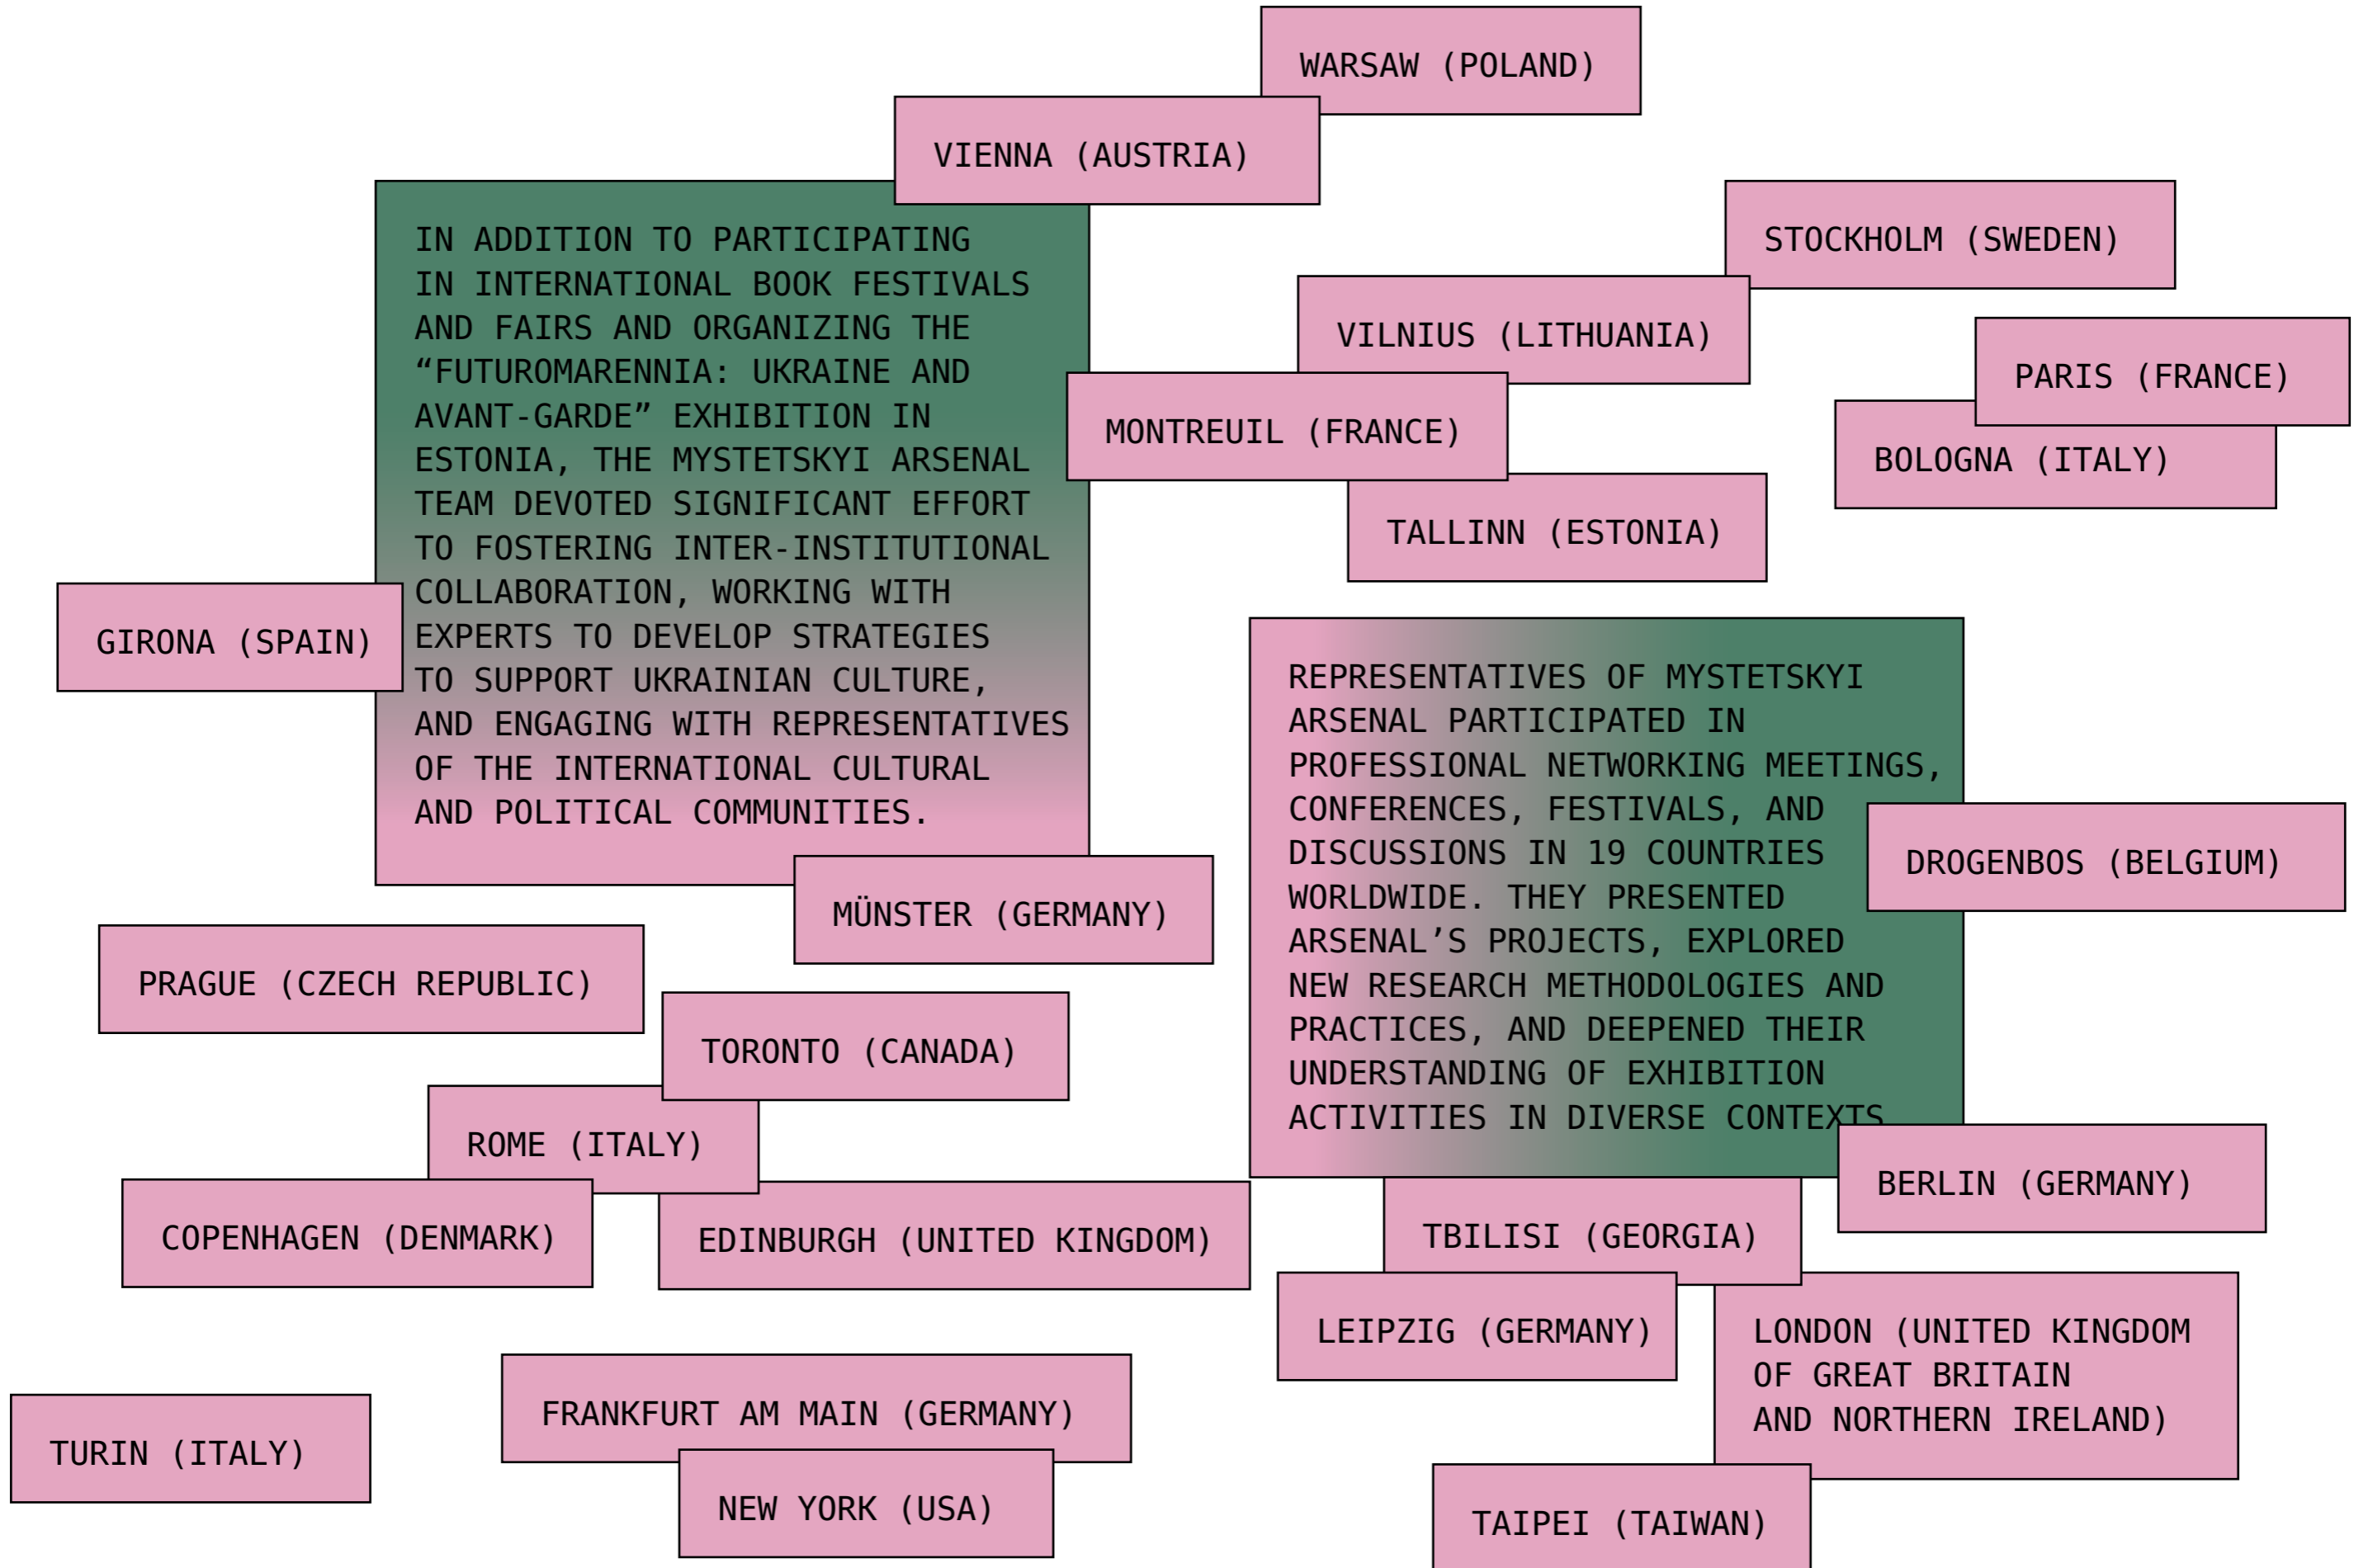 WARSAW (POLAND)
VIENNA (AUSTRIA)
IN ADDITION TO PARTICIPATING
IN INTERNATIONAL BOOK FESTIVALS
AND FAIRS AND ORGANIZING THE
“FUTUROMARENNIA: UKRAINE AND
AVANT-GARDE” EXHIBITION IN
ESTONIA, THE MYSTETSKYI ARSENAL
TEAM DEVOTED SIGNIFICANT EFFORT
TO FOSTERING INTER-INSTITUTIONAL
COLLABORATION, WORKING WITH
EXPERTS TO DEVELOP STRATEGIES
TO SUPPORT UKRAINIAN CULTURE,
AND ENGAGING WITH REPRESENTATIVES
OF THE INTERNATIONAL CULTURAL
AND POLITICAL COMMUNITIES.
STOCKHOLM (SWEDEN)
VILNIUS (LITHUANIA)
PARIS (FRANCE)
MONTREUIL (FRANCE)
BOLOGNA (ITALY)
TALLINN (ESTONIA)
GIRONA (SPAIN)
REPRESENTATIVES OF MYSTETSKYI
ARSENAL PARTICIPATED IN
PROFESSIONAL NETWORKING MEETINGS,
CONFERENCES, FESTIVALS, AND
DISCUSSIONS IN 19 COUNTRIES
WORLDWIDE. THEY PRESENTED
ARSENAL’S PROJECTS, EXPLORED
NEW RESEARCH METHODOLOGIES AND
PRACTICES, AND DEEPENED THEIR
UNDERSTANDING OF EXHIBITION
ACTIVITIES IN DIVERSE CONTEXTS
DROGENBOS (BELGIUM)
MÜNSTER (GERMANY)
PRAGUE (CZECH REPUBLIC)
TORONTO (CANADA)
ROME (ITALY)
COPENHAGEN (DENMARK)
EDINBURGH (UNITED KINGDOM)
BERLIN (GERMANY)
TBILISI (GEORGIA)
LEIPZIG (GERMANY)
LONDON (UNITED KINGDOM
OF GREAT BRITAIN
AND NORTHERN IRELAND)
FRANKFURT AM MAIN (GERMANY)
TURIN (ITALY)
NEW YORK (USA)
TAIPEI (TAIWAN)